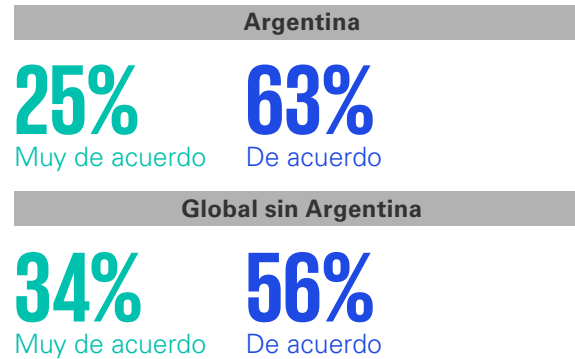 Argentina
25% 63%
Muy de acuerdo De acuerdo
Global sin Argentina
34% 56%
Muy de acuerdo De acuerdo